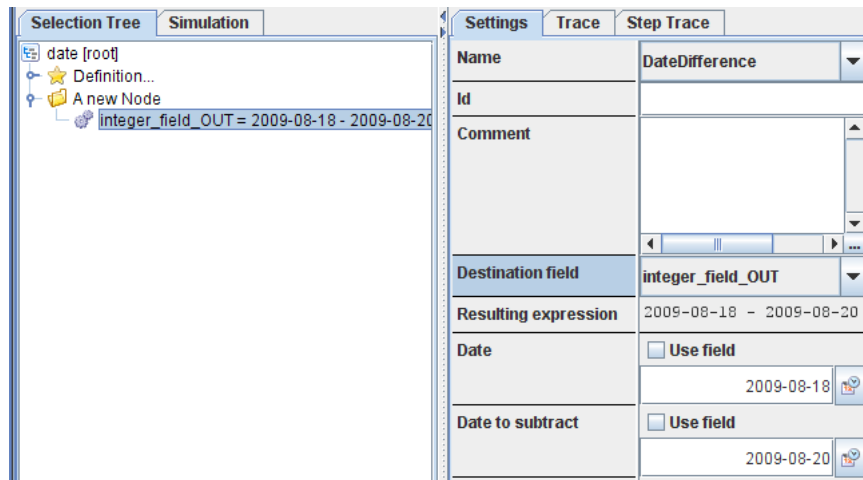 Selection Tree Simulation
date [root]
Definition...
A new Node
integer_field_OUT = 2009-08-18 - 2009-08-20
Settings Trace Step Trace
Name DateDifference
Id
Comment
...
Destination field integer_field_OUT
Resulting expression 2009-08-18 - 2009-08-20
Date Use field
2009-08-18
Date to subtract Use field
2009-08-20